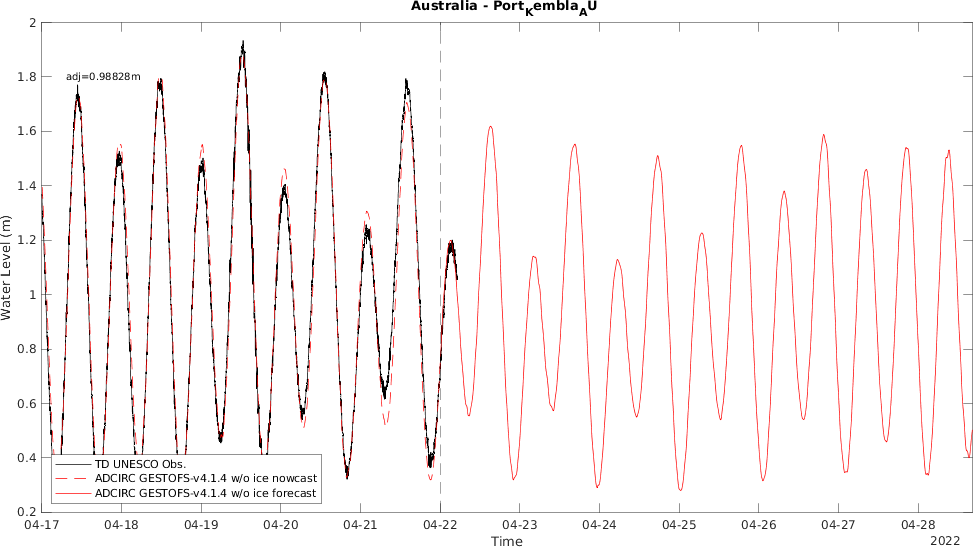 Australia - PortKemblaAU
2
1.8
1.6
1.4
1.2
1
0.8
0.6
0.4
0.2
Water Level (m)
adj=0.98828m
TD UNESCO Obs.
ADCIRC GESTOFS-v4.1.4 w/o ice nowcast
ADCIRC GESTOFS-v4.1.4 w/o ice forecast
04-17 04-18 04-19 04-20 04-21 04-22 04-23 04-24 04-25 04-26 04-27 04-28
Time
2022